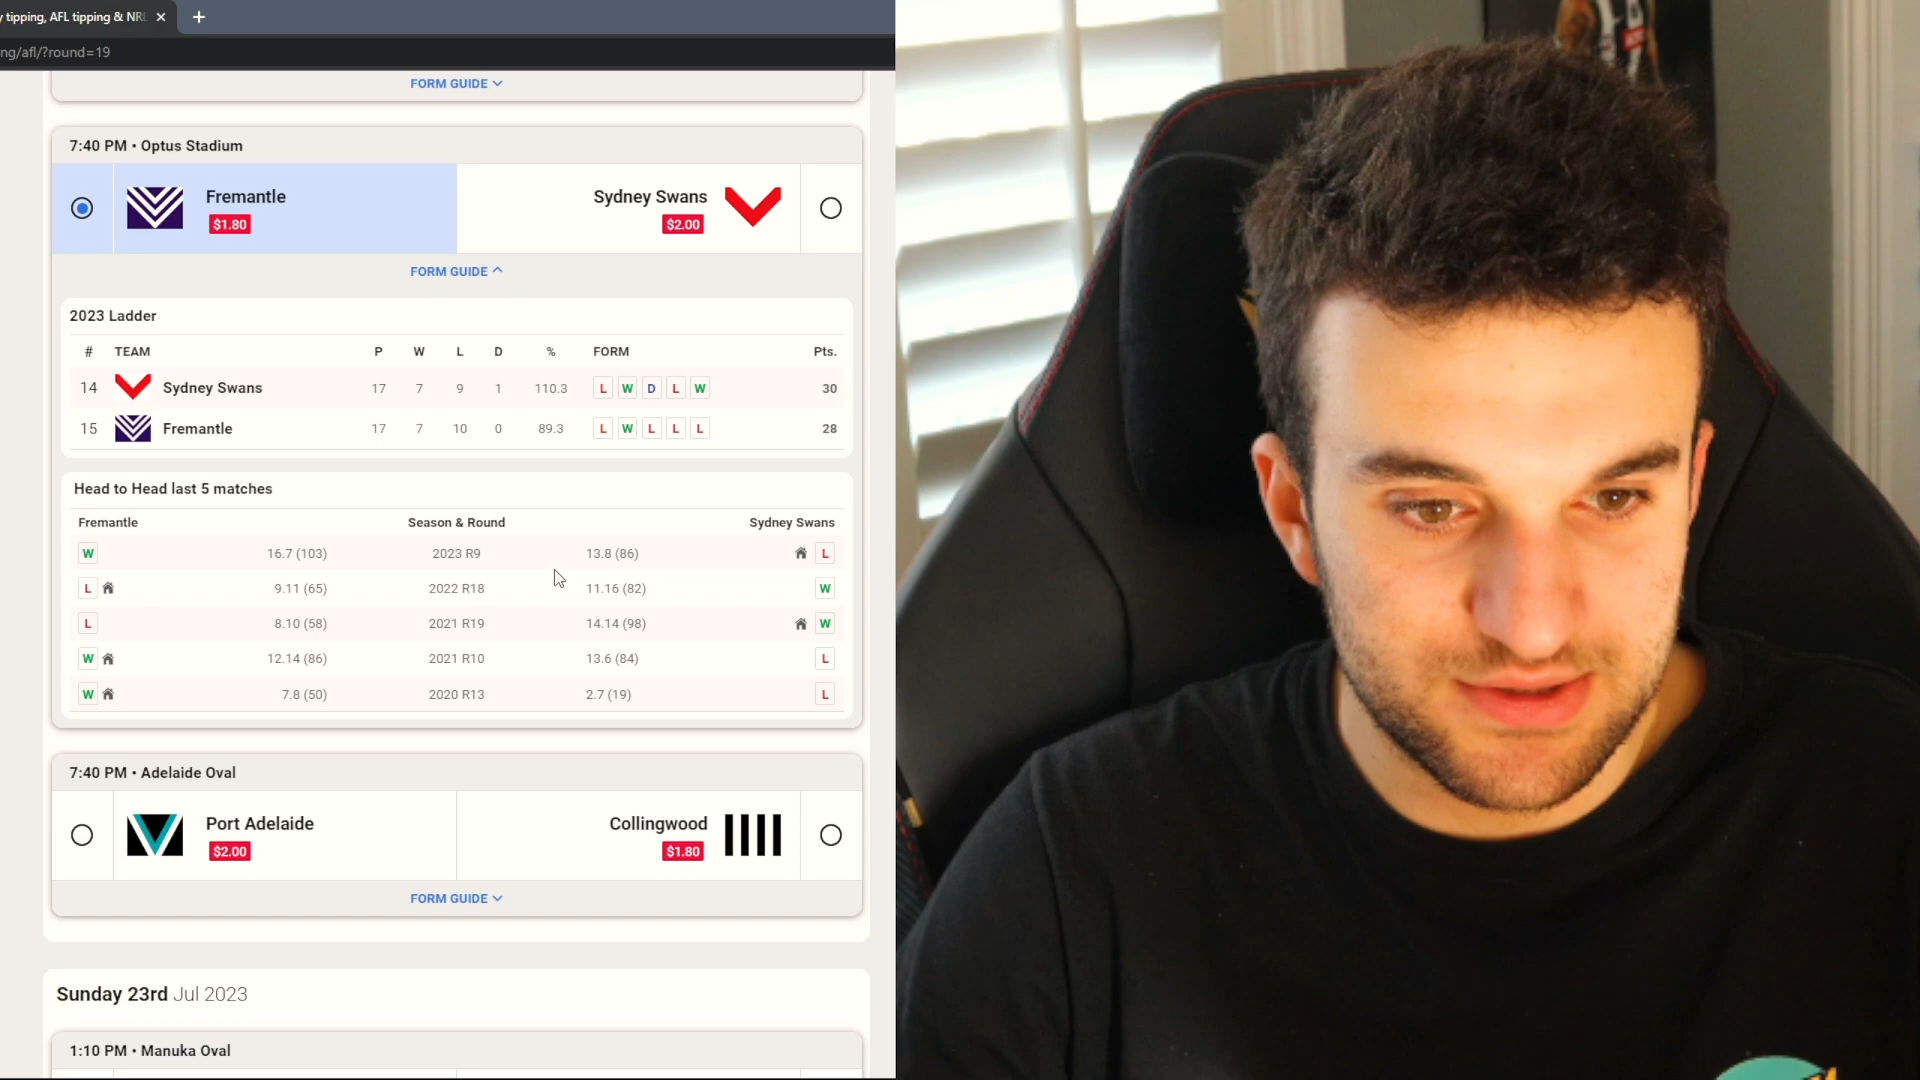 y tipping, AFL tipping & NRL
ng/afl/?round=19
FORM GUIDE
7:40 PM • Optus Stadium
Fremantle
$1.80
Sydney Swans
$2.00
FORM GUIDE
2023 Ladder
# TEAM P W L D % FORM Pts.
14 Sydney Swans 17 7 9 1 110.3 L W D L W 30
15 Fremantle 17 7 10 0 89.3 L W L L L 28
Head to Head last 5 matches
Fremantle Season & Round Sydney Swans
W 16.7 (103) 2023 R9 13.8 (86) L
L 9.11 (65) 2022 R18 11.16 (82) W
L 8.10 (58) 2021 R19 14.14 (98) W
W 12.14 (86) 2021 R10 13.6 (84) L
W 7.8 (50) 2020 R13 2.7 (19) L
7:40 PM • Adelaide Oval
Port Adelaide
$2.00
Collingwood
$1.80
FORM GUIDE
Sunday 23rd Jul 2023
1:10 PM • Manuka Oval